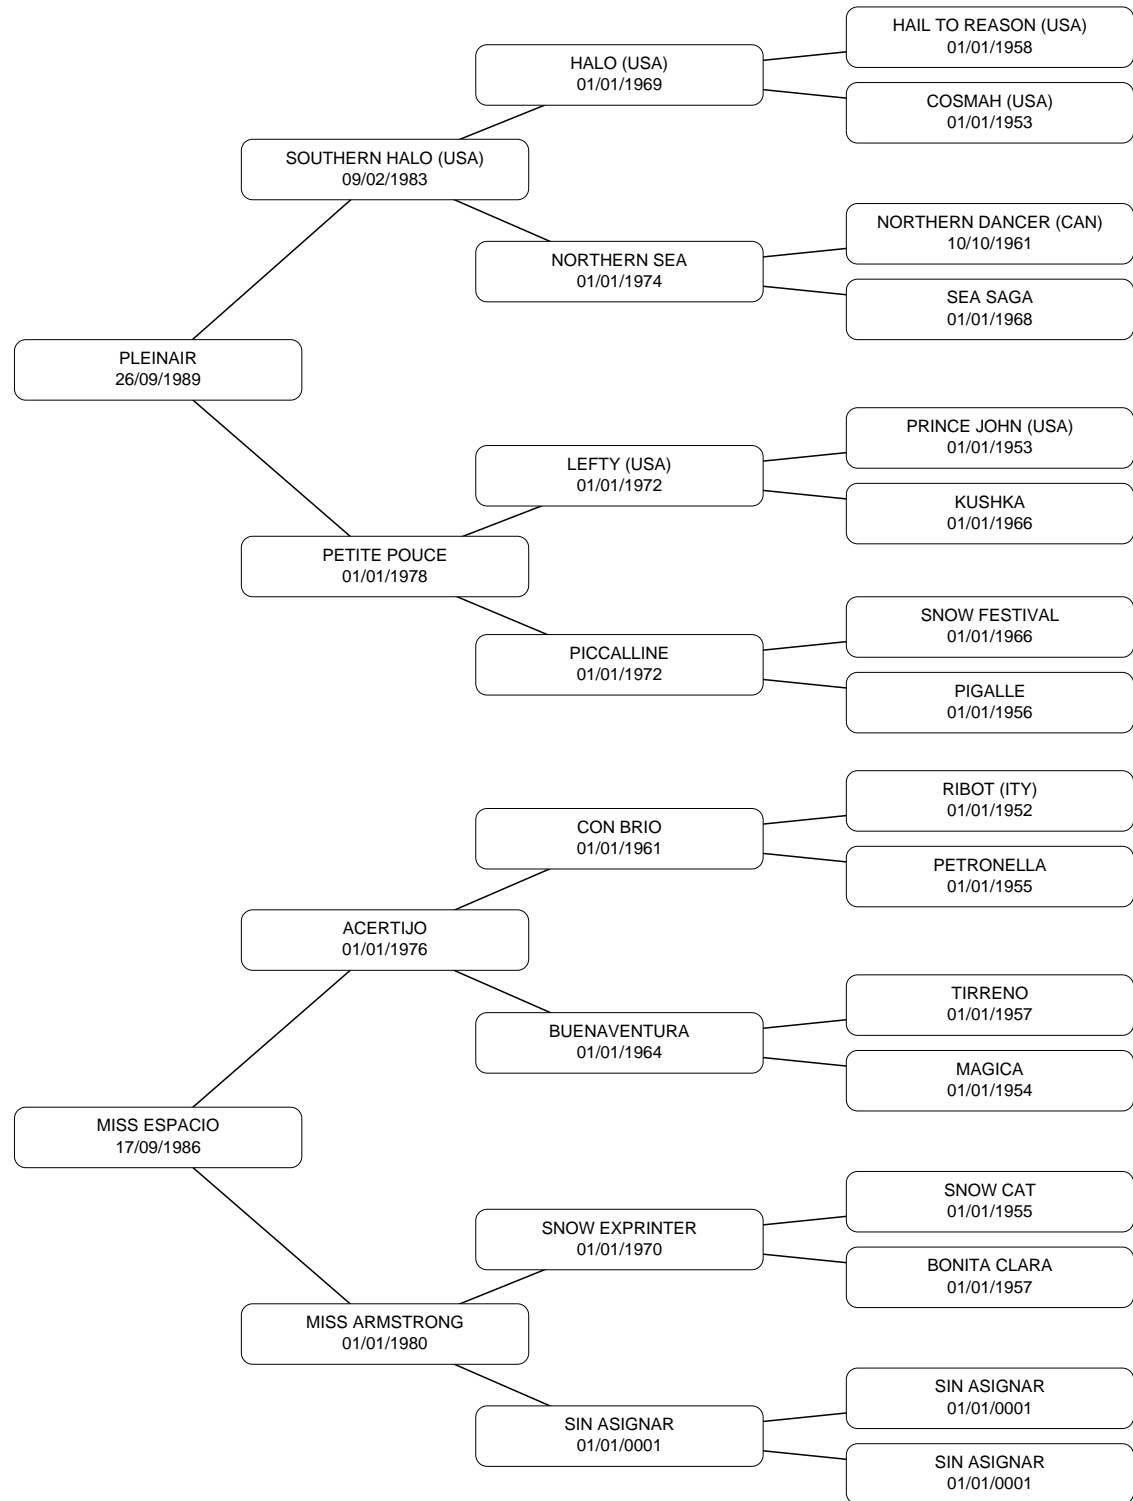 HAIL TO REASON (USA)
01/01/1958
HALO (USA)
01/01/1969
COSMAH (USA)
01/01/1953
SOUTHERN HALO (USA)
09/02/1983
NORTHERN DANCER (CAN)
10/10/1961
NORTHERN SEA
01/01/1974
SEA SAGA
01/01/1968
PLEINAIR
26/09/1989
PRINCE JOHN (USA)
01/01/1953
LEFTY (USA)
01/01/1972
KUSHKA
01/01/1966
PETITE POUCE
01/01/1978
SNOW FESTIVAL
01/01/1966
PICCALLINE
01/01/1972
PIGALLE
01/01/1956
RIBOT (ITY)
01/01/1952
CON BRIO
01/01/1961
PETRONELLA
01/01/1955
ACERTIJO
01/01/1976
TIRRENO
01/01/1957
BUENAVENTURA
01/01/1964
MAGICA
01/01/1954
MISS ESPACIO
17/09/1986
SNOW CAT
01/01/1955
SNOW EXPRINTER
01/01/1970
BONITA CLARA
01/01/1957
MISS ARMSTRONG
01/01/1980
SIN ASIGNAR
01/01/0001
SIN ASIGNAR
01/01/0001
SIN ASIGNAR
01/01/0001